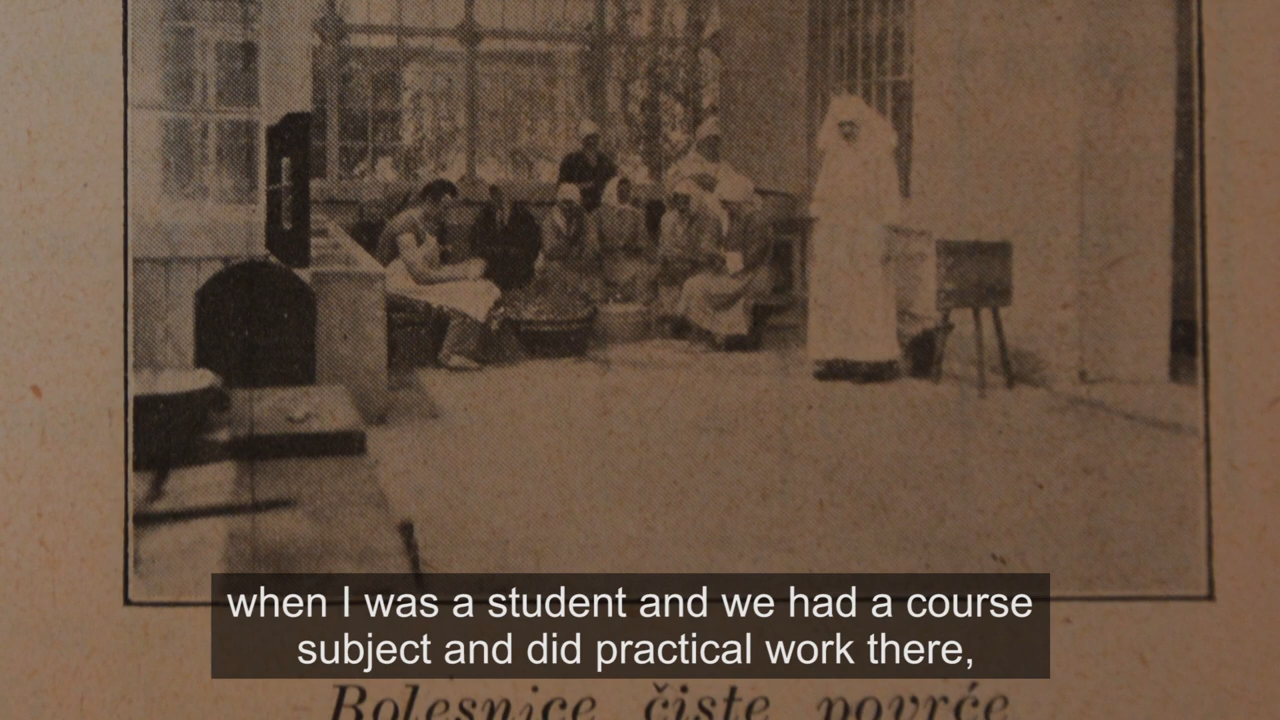 when I was a student and we had a course
subject and did practical work there,
Bolesnice čiste povrće